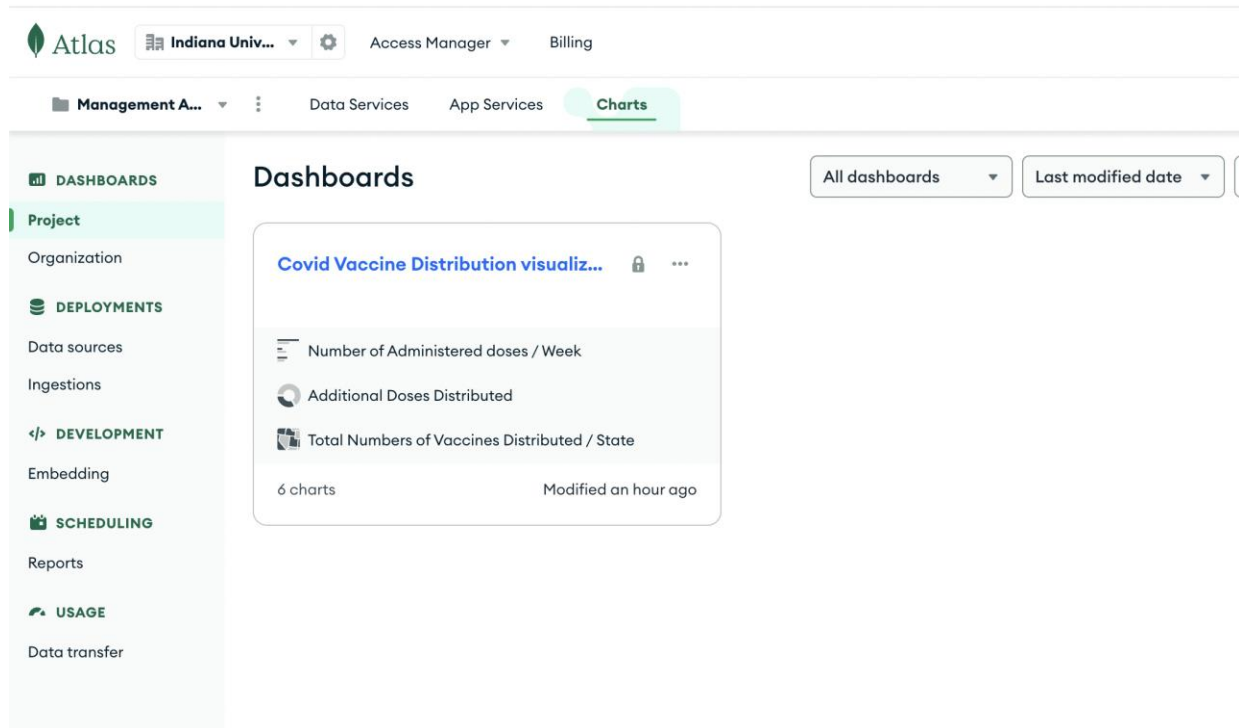 Atlas Indiana Univ... Access Manager Billing
Management A... Data Services App Services Charts
DASHBOARDS
Project
Organization
DEPLOYMENTS
Data sources
Ingestions
</> DEVELOPMENT
Embedding
SCHEDULING
Reports
USAGE
Data transfer
Dashboards All dashboards Last modified date
Covid Vaccine Distribution visualiz... ...
Number of Administered doses / Week
Additional Doses Distributed
Total Numbers of Vaccines Distributed / State
6 charts Modified an hour ago